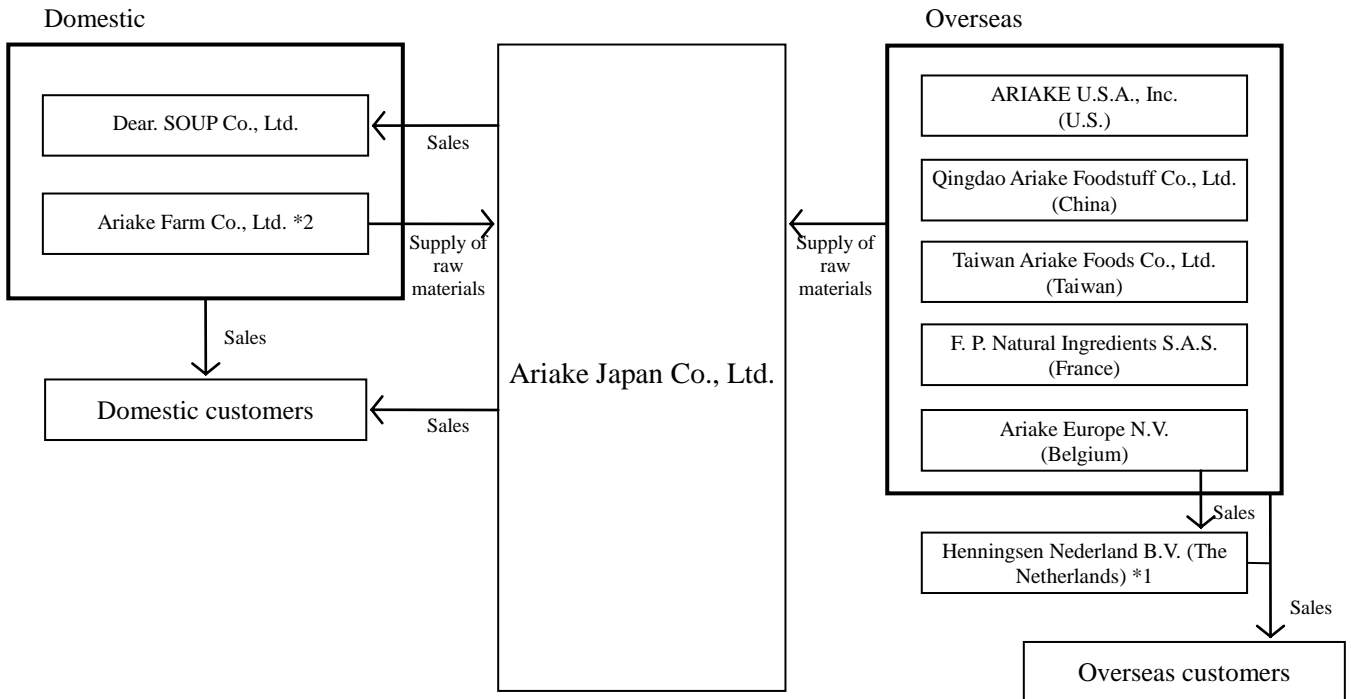 Domestic
Dear. SOUP Co., Ltd.
Sales
Ariake Farm Co., Ltd. *2
Supply of
raw
materials
Sales
Domestic customers
Sales
Ariake Japan Co., Ltd.
Supply of
raw
materials
Overseas
ARIAKE U.S.A., Inc.
(U.S.)
Qingdao Ariake Foodstuff Co., Ltd.
(China)
Taiwan Ariake Foods Co., Ltd.
(Taiwan)
F. P. Natural Ingredients S.A.S.
(France)
Ariake Europe N.V.
(Belgium)
Sales
Henningsen Nederland B.V. (The
Netherlands) *1
Sales
Overseas customers